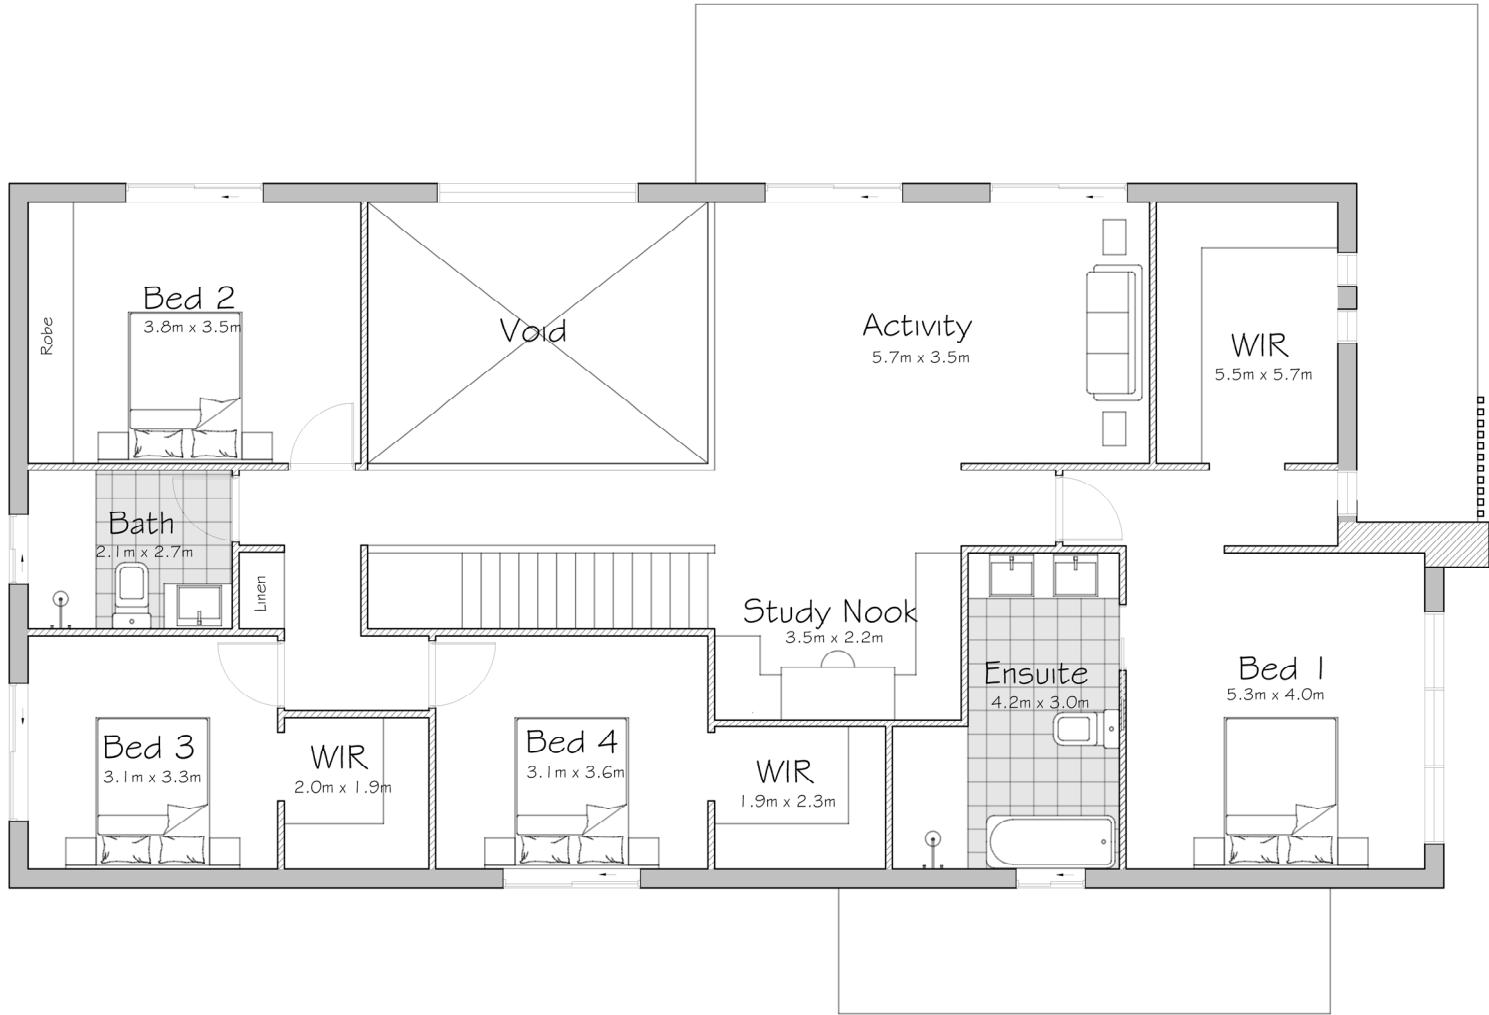 Bed 2
3.8m x 3.5m
Robe
Void
Activity
5.7m x 3.5m
WIR
5.5m x 5.7m
Bath
2.1m x 2.7m
Linen
Study Nook
3.5m x 2.2m
Ensuite
4.2m x 3.0m
Bed 1
5.3m x 4.0m
Bed 3
3.1m x 3.3m
WIR
2.0m x 1.9m
Bed 4
3.1m x 3.6m
WIR
1.9m x 2.3m